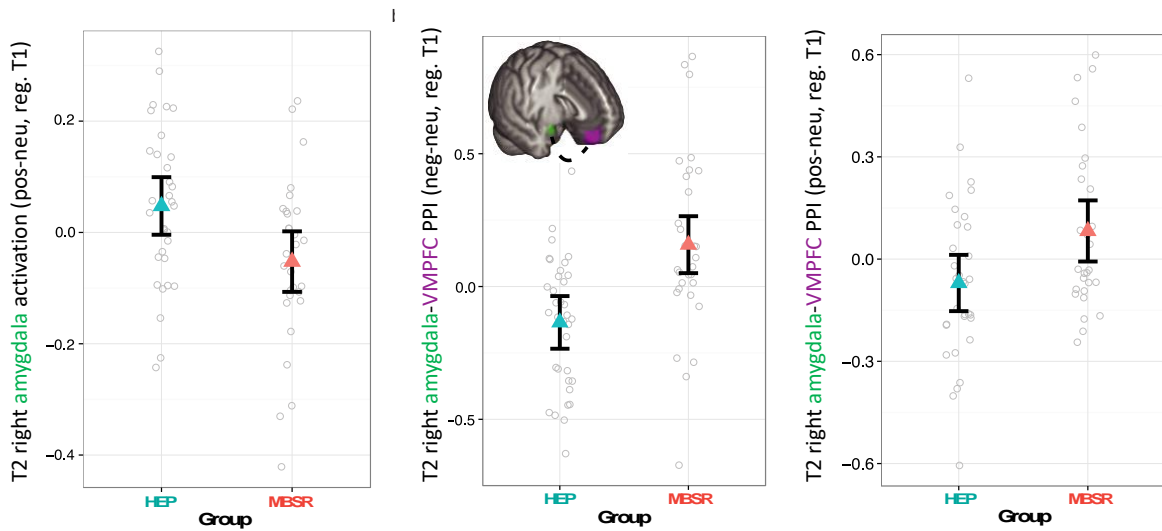 T2 right amygdala activation (pos-neu, reg. T1)
0.2
0.0
−0.2
−0.4
HEP
MBSR
Group
T2 right amygdala-VMPFC PPI (neg-neu, reg. T1)
0.5
0.0
−0.5
HEP
MBSR
Group
T2 right amygdala-VMPFC PPI (pos-neu, reg. T1)
0.6
0.3
0.0
−0.3
−0.6
HEP
MBSR
Group